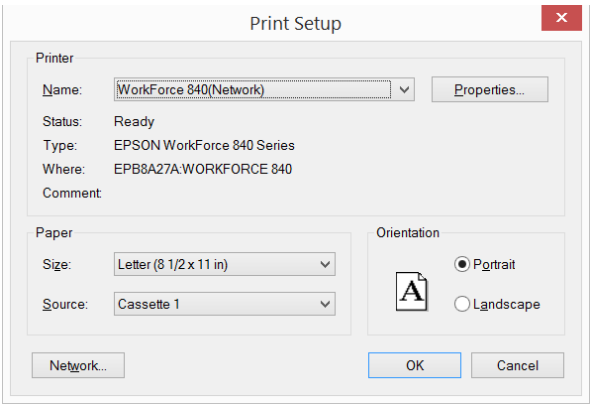 Print Setup
Printer
Name: WorkForce 840(Network) Properties...
Status: Ready
Type: EPSON WorkForce 840 Series
Where: EPB8A27A:WORKFORCE 840
Comment:
Paper Orientation
Size: Letter (8 1/2 x 11 in) Portrait
A
Source: Cassette 1 Landscape
Network... OK Cancel